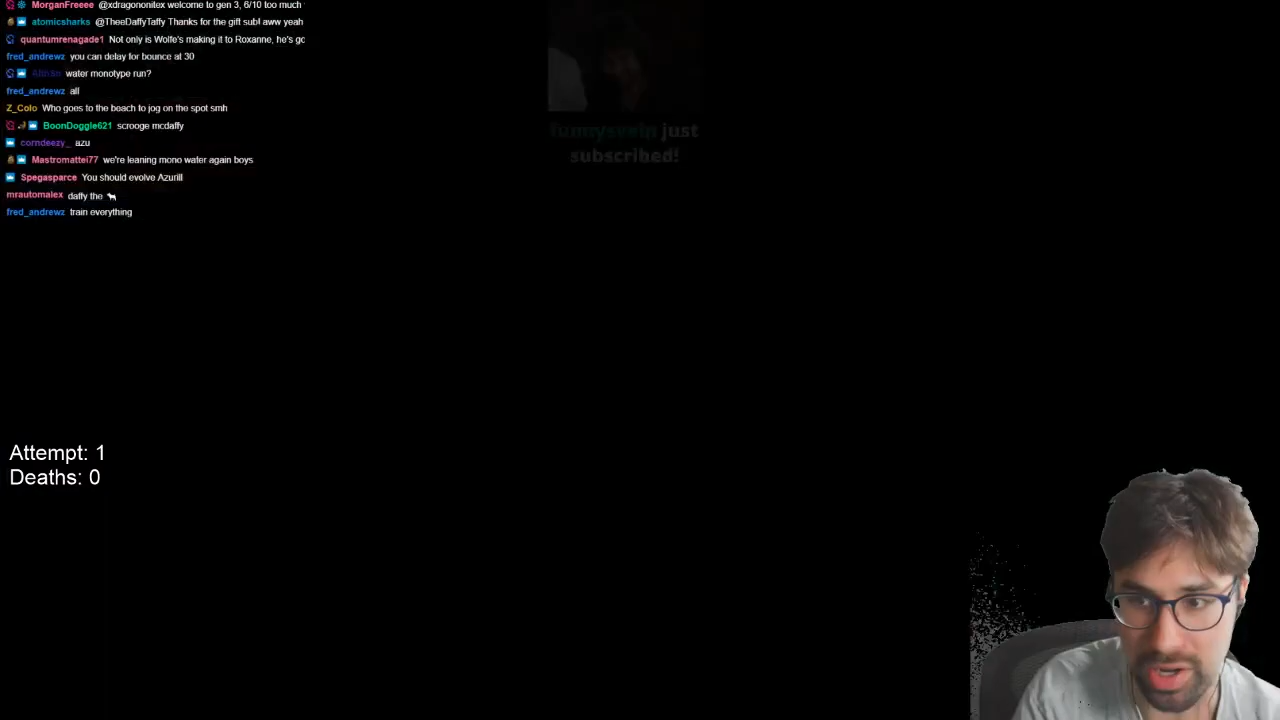 MorganFreeee @xdragononitex welcome to gen 3, 6/10 too much
atomicsharks @TheeDaffyTaffy Thanks for the gift sub! aww yeah
quantumrenagade1 Not only is Wolfe's making it to Roxanne, he's go
fred_andrewz you can delay for bounce at 30
water monotype run?
fred_andrewz alf
Z_Colo Who goes to the beach to jog on the spot smh
BoonDoggle621 scrooge mcdaffy
corndeezy_ azu
Mastromattei77 we're leaning mono water again boys
Spegasparce You should evolve Azurill
mrautomalex daffy the
fred_andrewz train everything
just
subscribed!
Attempt: 1
Deaths: 0